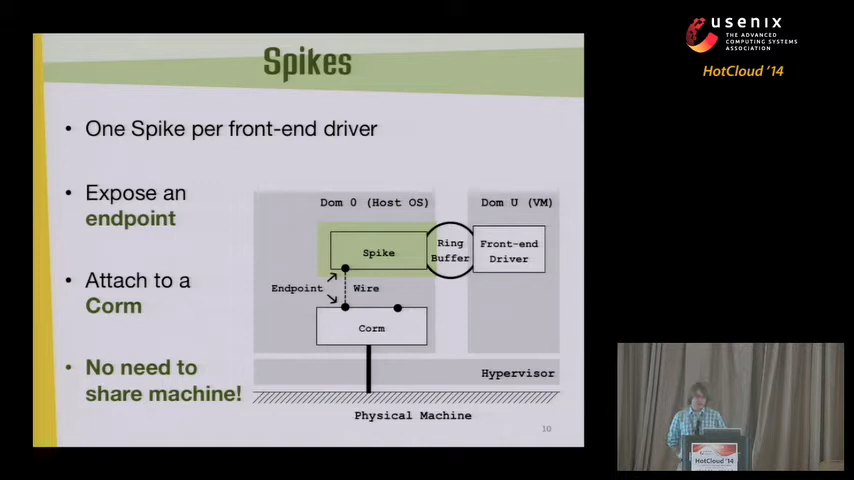 Spikes
• One Spike per front-end driver
• Expose an
endpoint
• Attach to a
Corm
• No need to
share machine!
Dom 0 (Host OS)
Dom U (VM)
Spike
Ring
Buffer
Front-end
Driver
Endpoint
Wire
Corm
Hypervisor
Physical Machine
10
usenix
THE ADVANCED
COMPUTING SYSTEMS
ASSOCIATION
HotCloud '14
HotCloud '14